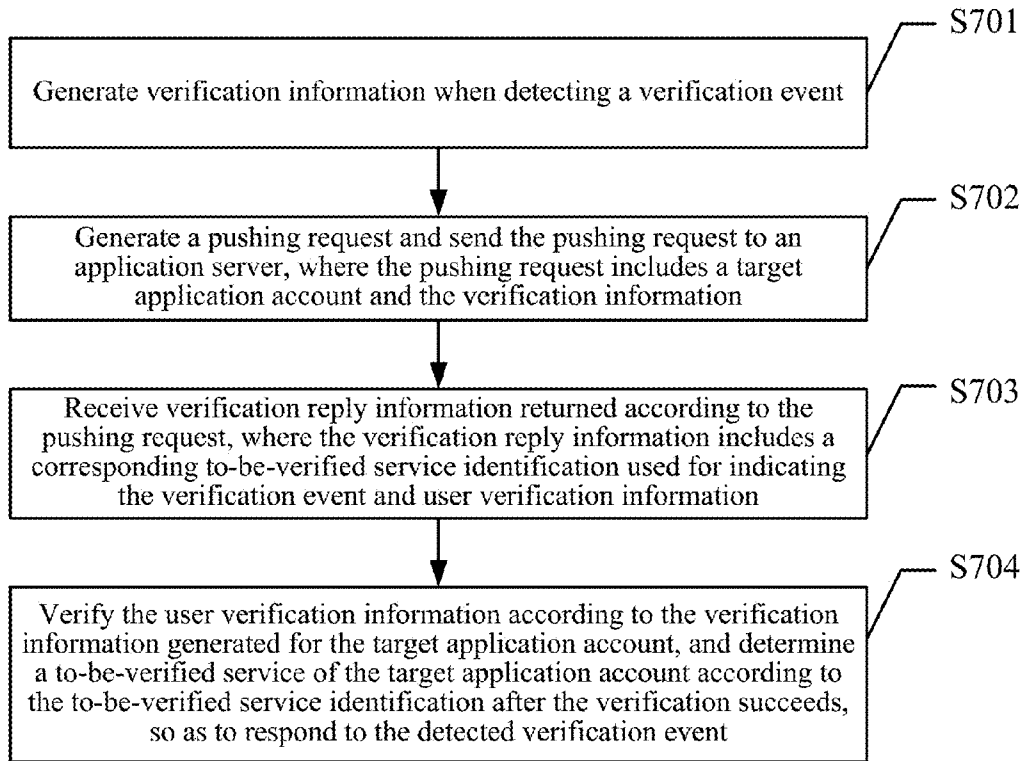 S701
Generate verification information when detecting a verification event
S702
Generate a pushing request and send the pushing request to an
application server, where the pushing request includes a target
application account and the verification information
S703
Receive verification reply information returned according to the
pushing request, where the verification reply information includes a
corresponding to-be-verified service identification used for indicating
the verification event and user verification information
S704
Verify the user verification information according to the verification
information generated for the target application account, and determine
a to-be-verified service of the target application account according to
the to-be-verified service identification after the verification succeeds,
so as to respond to the detected verification event